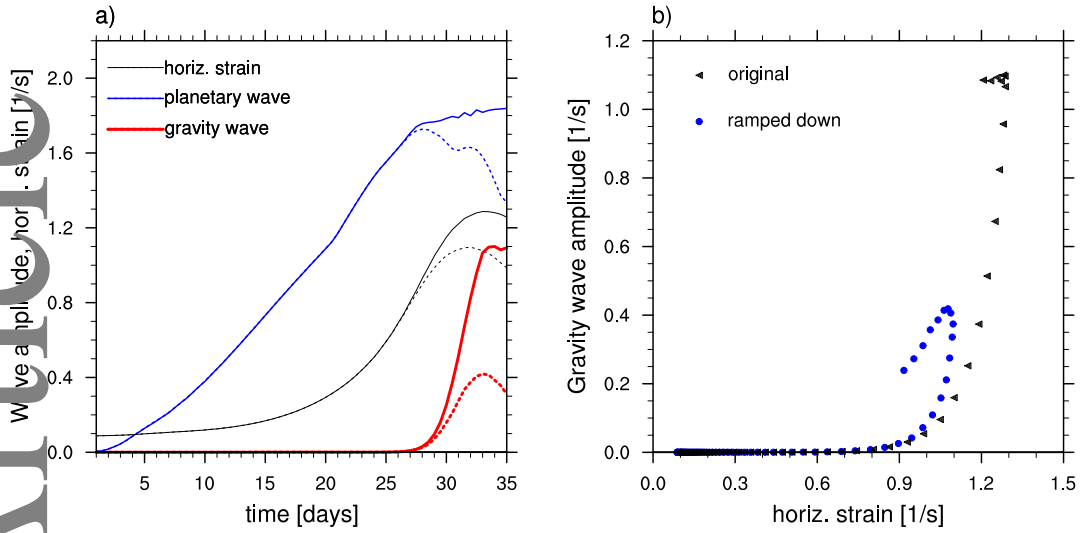 a)
horiz. strain
planetary wave
gravity wave
2.0
1.6
1.2
0.8
0.4
0.0
5
10
15
20
25
30
35
time [days]
b)
Gravity wave amplitude [1/s]
original
ramped down
1.2
1.0
0.8
0.6
0.4
0.2
0.0
0.0
0.3
0.6
0.9
1.2
1.5
horiz. strain [1/s]